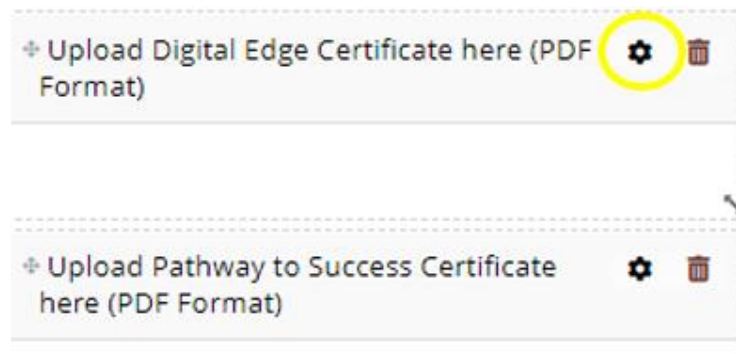 Upload Digital Edge Certificate here (PDF
Format)
Upload Pathway to Success Certificate
here (PDF Format)